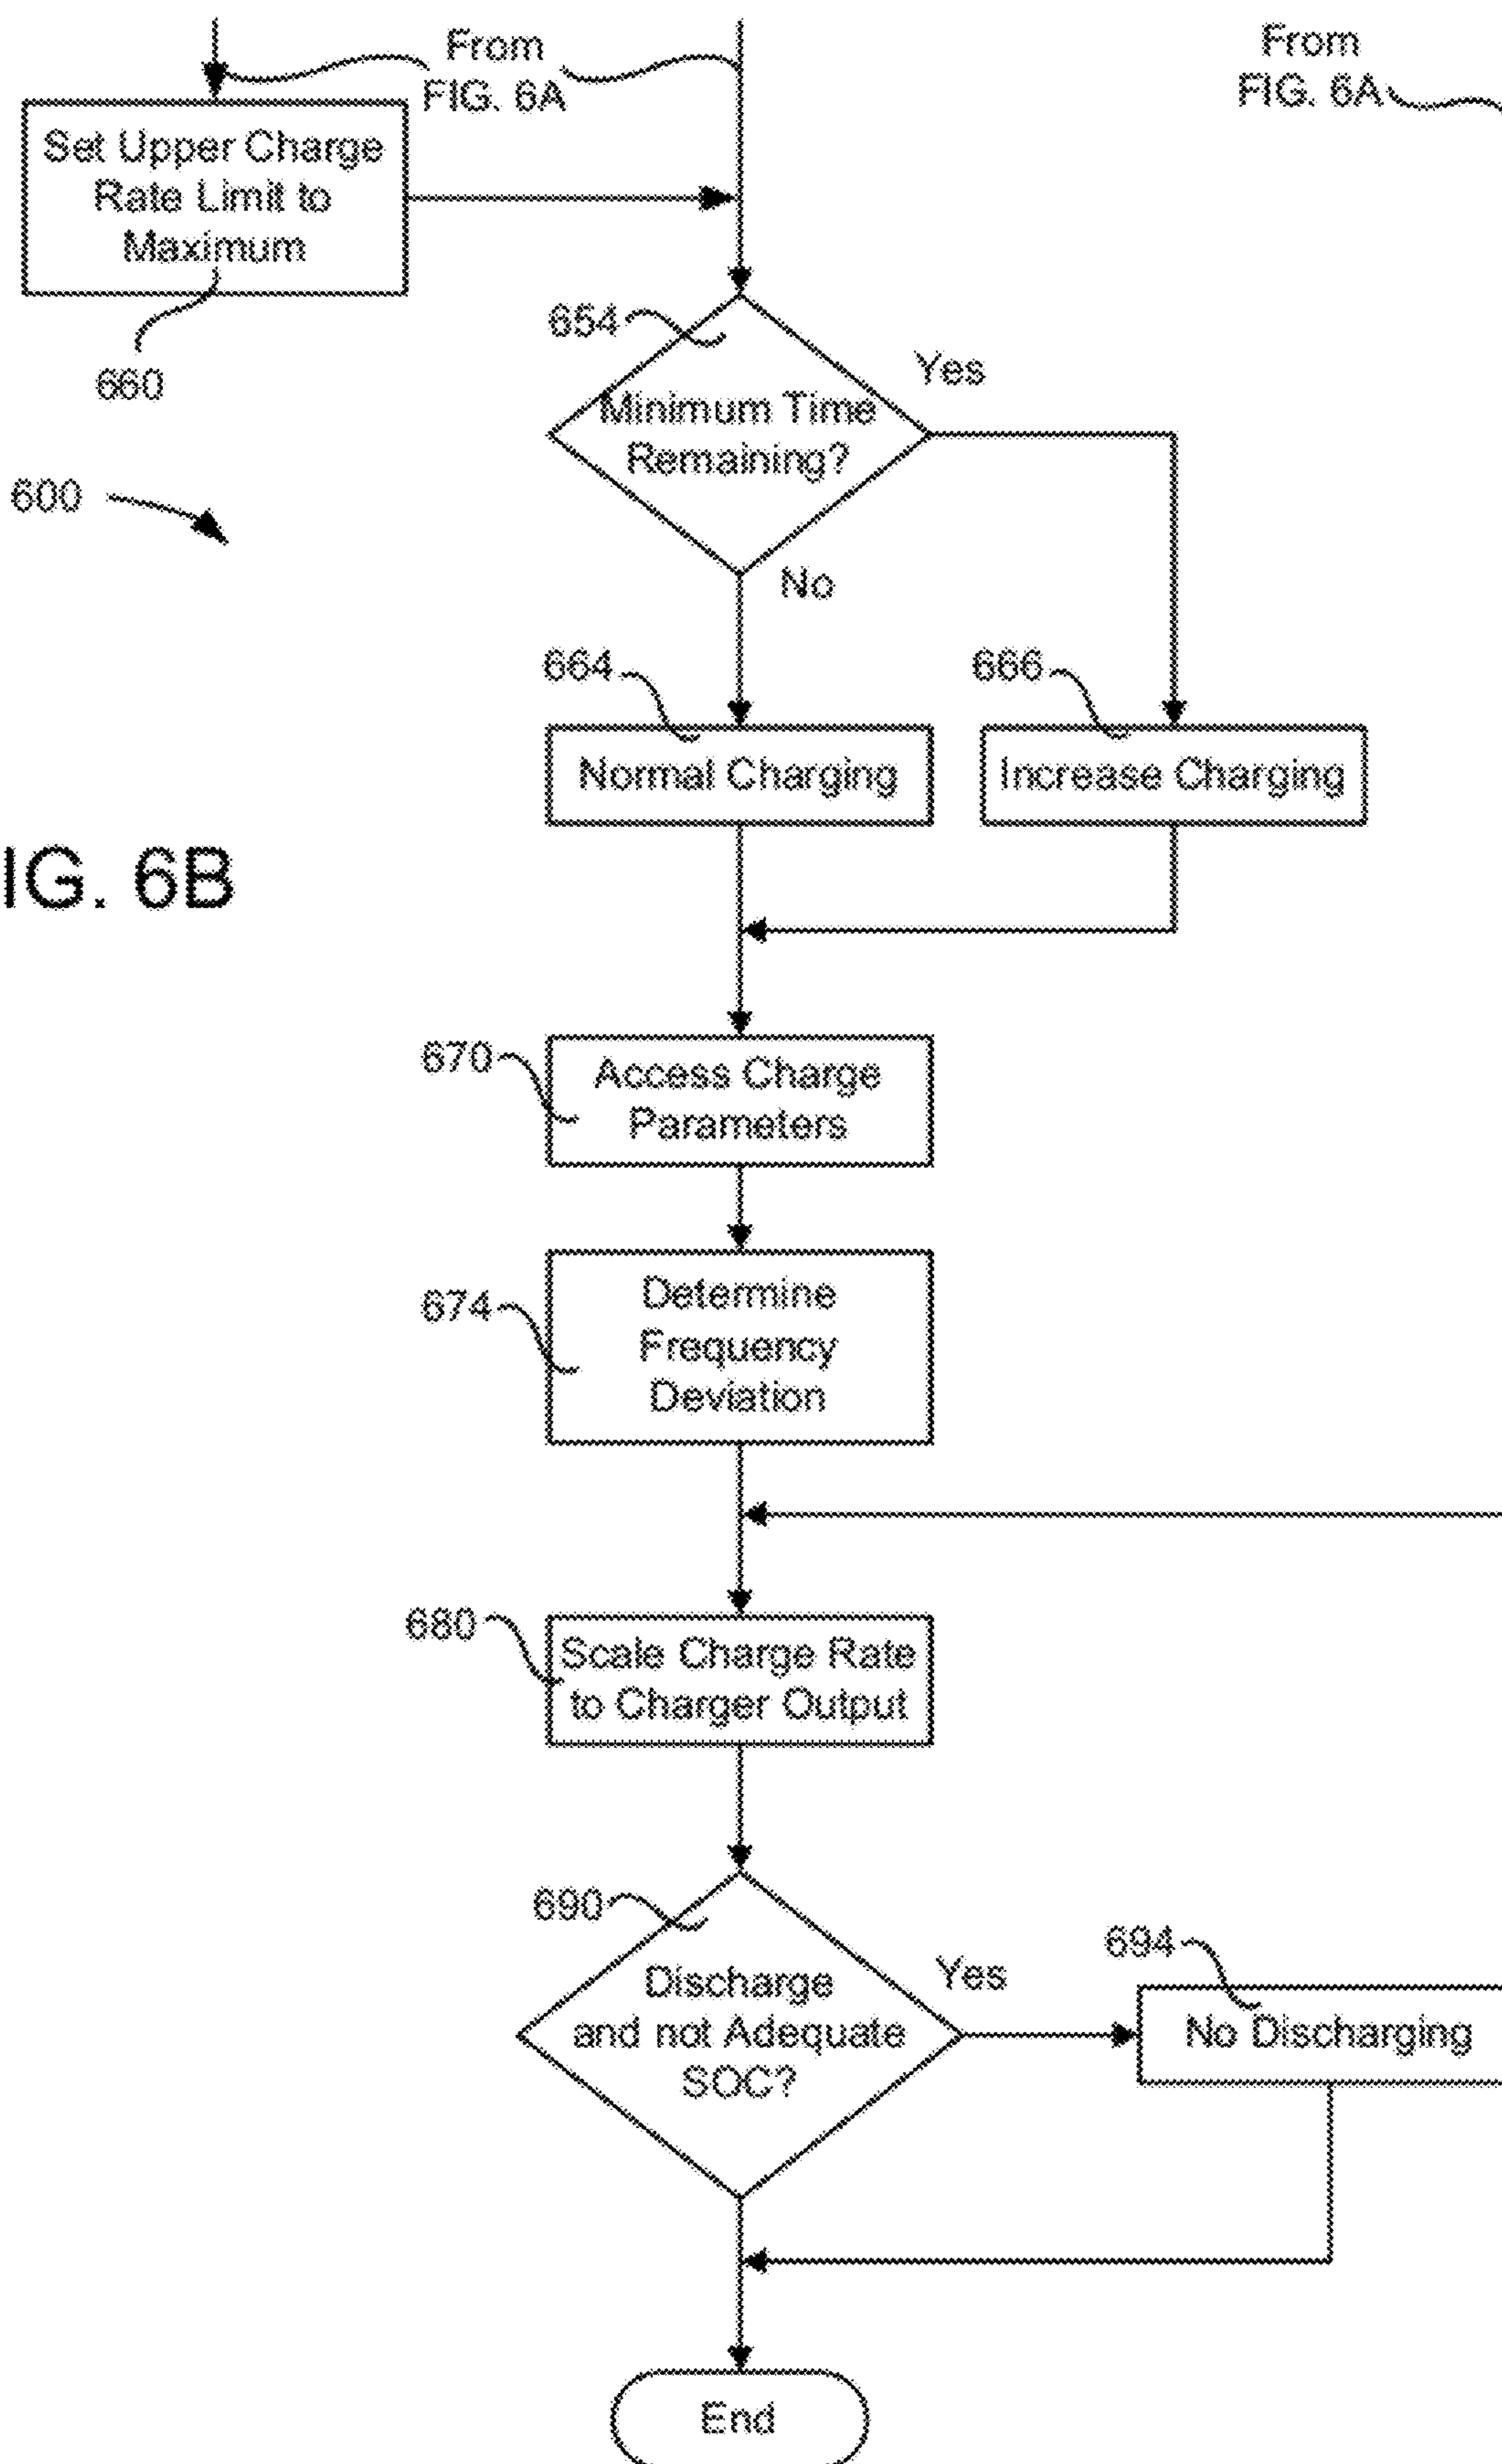 From
FIG. 6A
From
FIG. 6A
Set Upper Charge
Rate Limit to
Maximum
660
654
Minimum Time
Remaining?
Yes
No
600
664
Normal Charging
666
Increase Charging
IG. 6B
670
Access Charge
Parameters
674
Determine
Frequency
Deviation
680
Scale Charge Rate
to Charger Output
690
Discharge
and not Adequate
SOC?
Yes
694
No Discharging
End